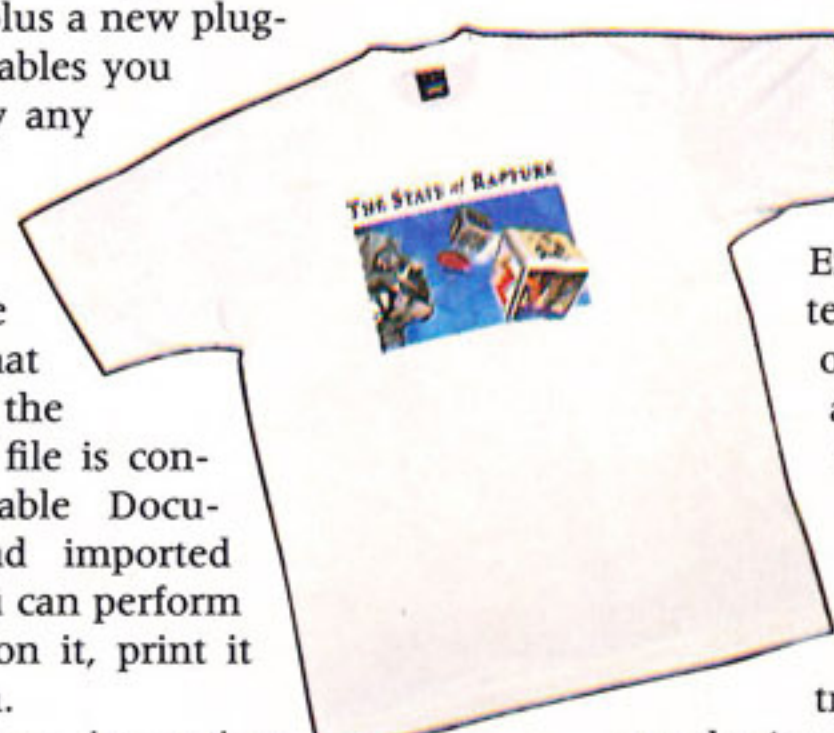 lus a new plug-
ables you
y any
THE STATE of RAPTURE
e
at
the
file is con-
able Docu-
d imported
can perform
on it, print it
.
E
te
o
a
tr